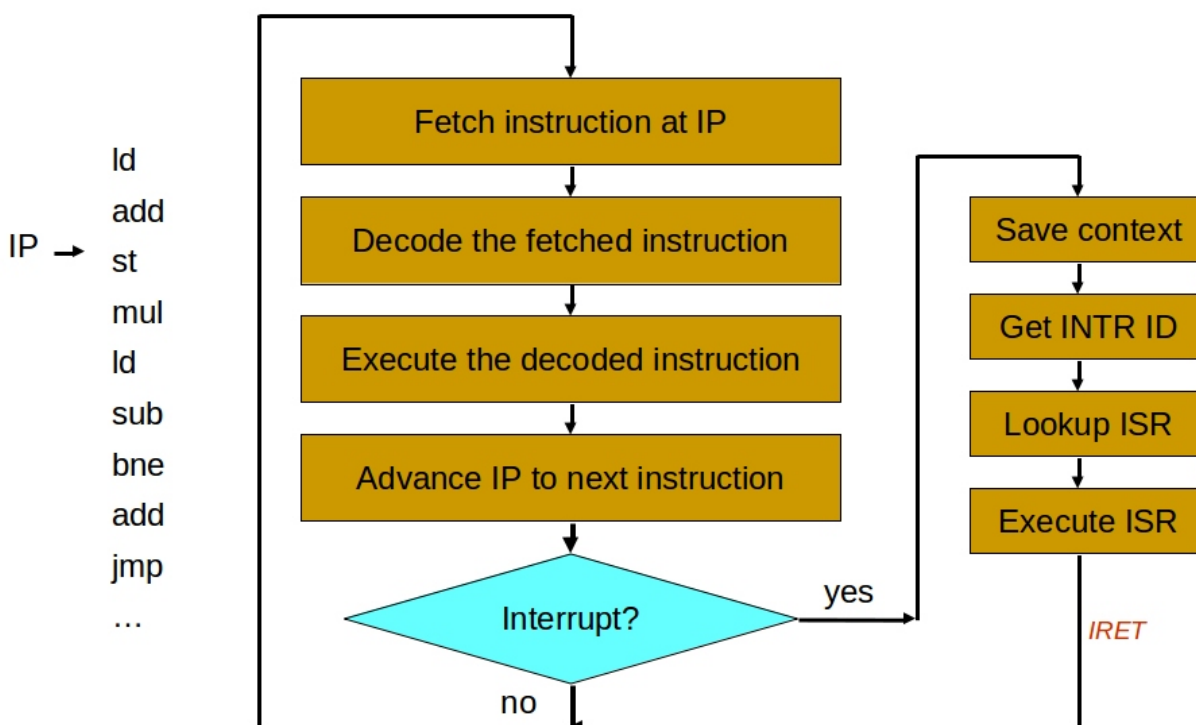 IP
ld
add
st
mul
ld
sub
bne
add
jmp
…
Fetch instruction at IP
Decode the fetched instruction
Execute the decoded instruction
Advance IP to next instruction
Interrupt?
yes
no
Save context
Get INTR ID
Lookup ISR
Execute ISR
IRET